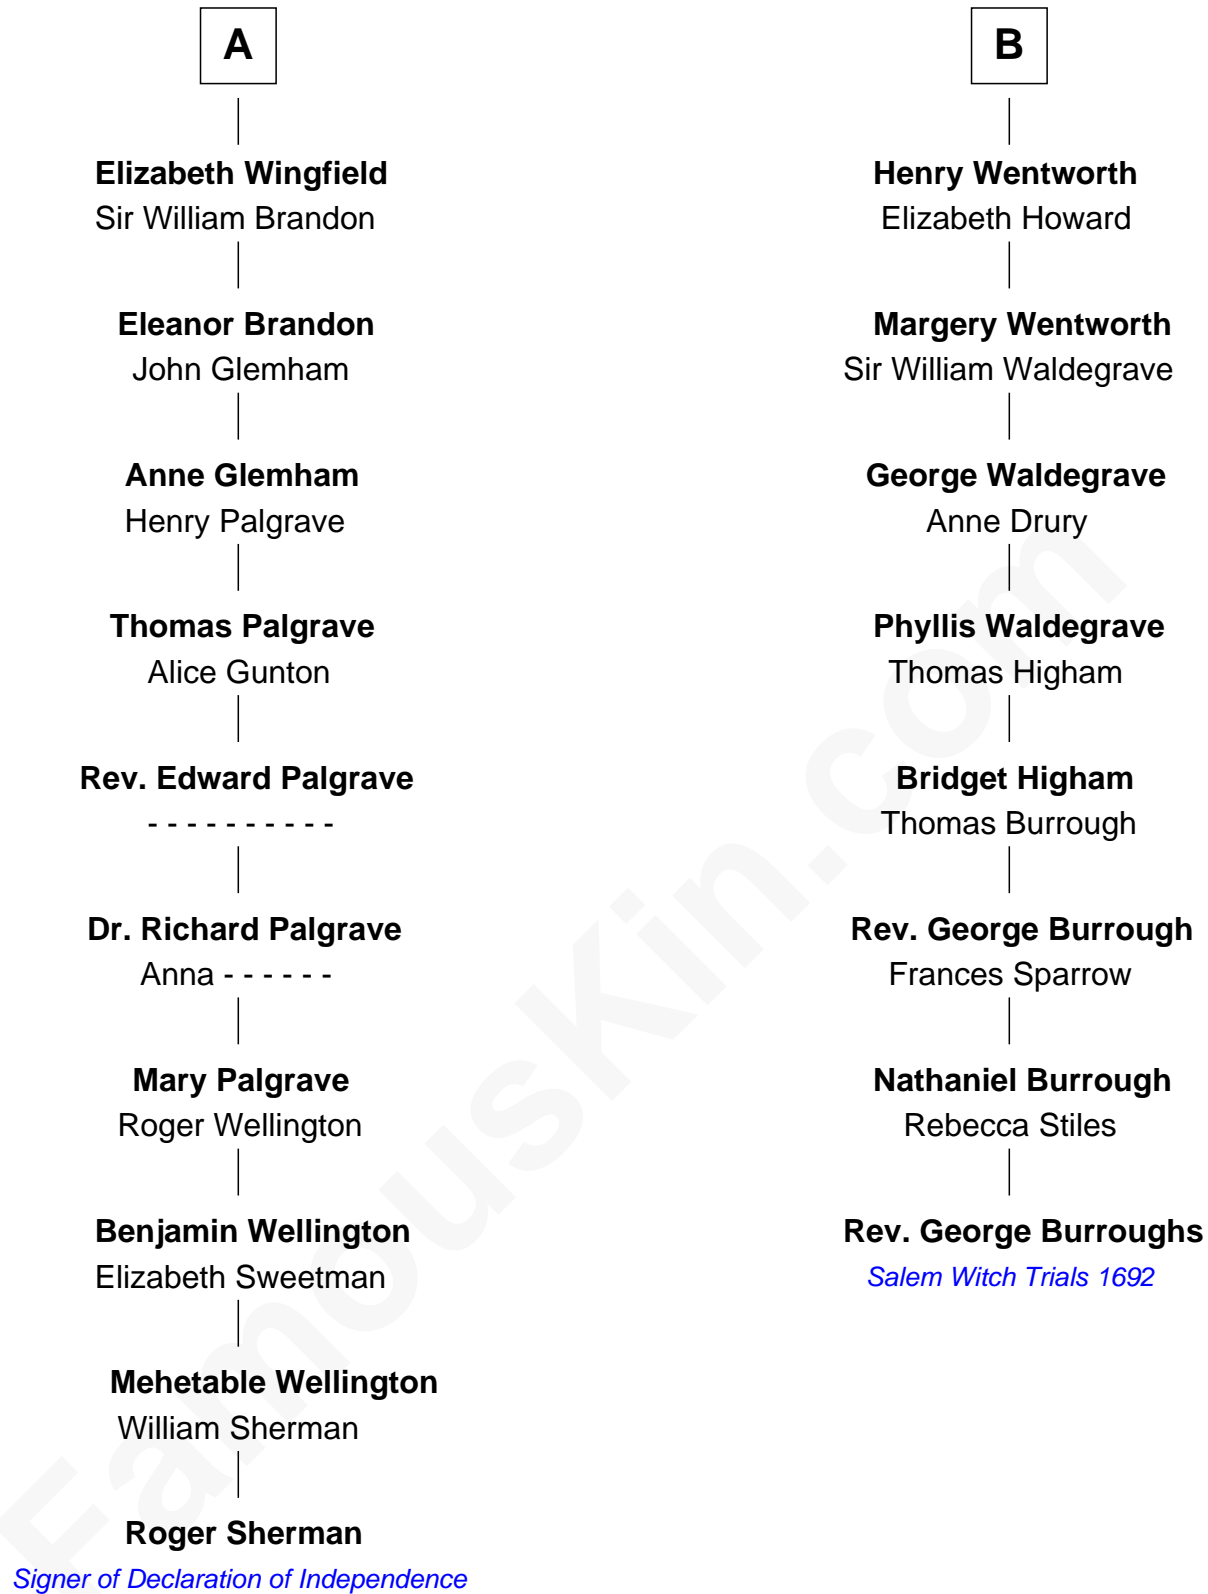 A
Elizabeth Wingfield
Sir William Brandon
Eleanor Brandon
John Glemham
Anne Glemham
Henry Palgrave
Thomas Palgrave
Alice Gunton
Rev. Edward Palgrave
- - - - - - - - - -
Dr. Richard Palgrave
Anna - - - - - -
Mary Palgrave
Roger Wellington
Benjamin Wellington
Elizabeth Sweetman
Mehetable Wellington
William Sherman
Roger Sherman
Signer of Declaration of Independence
B
Henry Wentworth
Elizabeth Howard
Margery Wentworth
Sir William Waldegrave
George Waldegrave
Anne Drury
Phyllis Waldegrave
Thomas Higham
Bridget Higham
Thomas Burrough
Rev. George Burrough
Frances Sparrow
Nathaniel Burrough
Rebecca Stiles
Rev. George Burroughs
Salem Witch Trials 1692
FamousKin.com